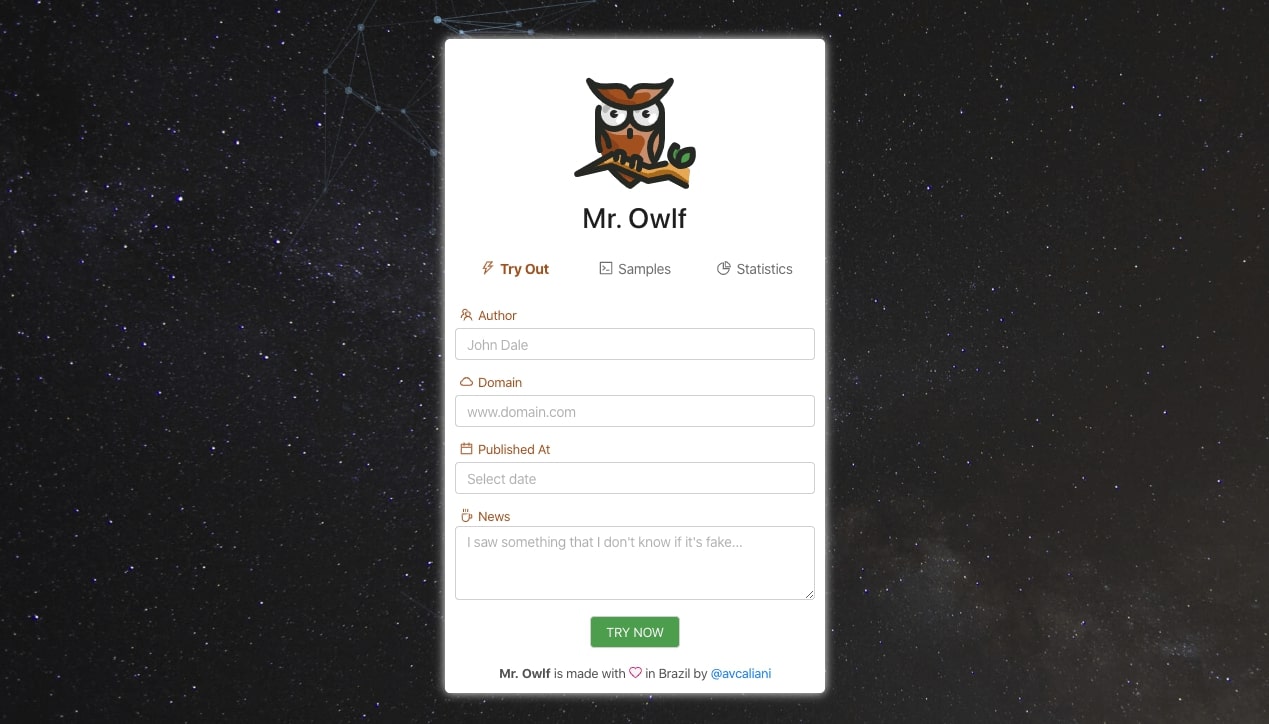 Mr. Owlf
Try Out Samples Statistics
Author
John Dale
Domain
www.domain.com
Published At
Select date
News
I saw something that I don't know if it's fake...
TRY NOW
Mr. Owlf is made with in Brazil by @avcaliani